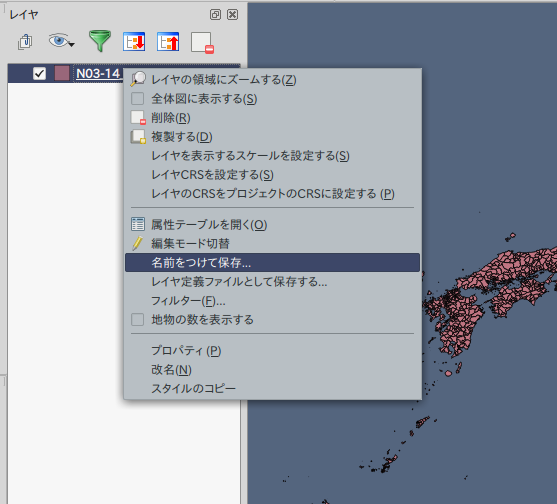 レイヤ
N03-14
レイヤの領域にズームする(Z)
全体図に表示する(S)
削除(R)
複製する(D)
レイヤを表示するスケールを設定する(S)
レイヤCRSを設定する(S)
レイヤのCRSをプロジェクトのCRSに設定する (P)
属性テーブルを開く(O)
編集モード切替
名前をつけて保存...
レイヤ定義ファイルとして保存する...
フィルター(F)...
地物の数を表示する
プロパティ (P)
改名(N)
スタイルのコピー